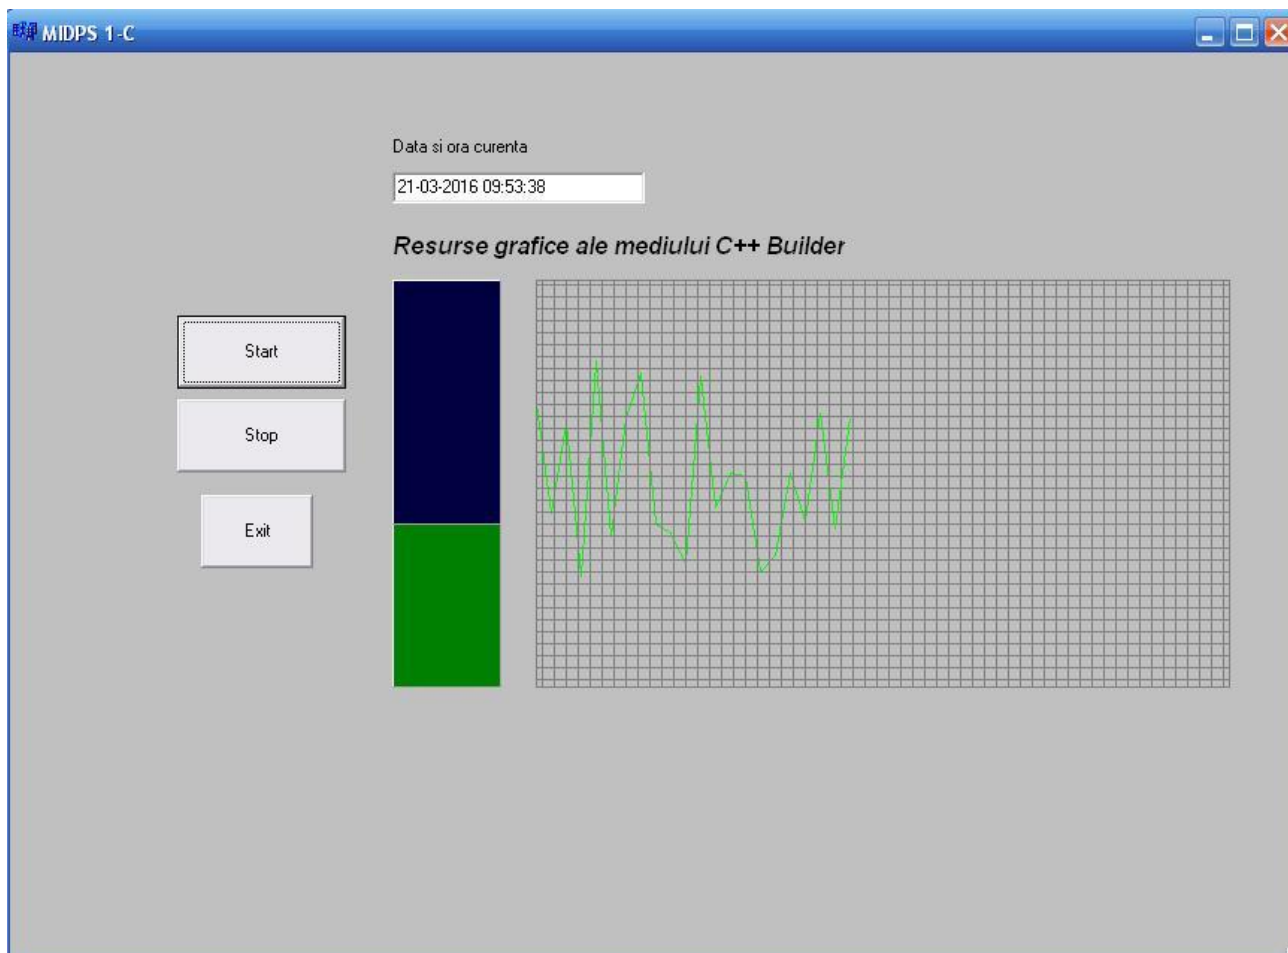 MIDPS 1-C
Data si ora curenta
21-03-2016 09:53:38
Resurse grafice ale mediului C++ Builder
Start
Stop
Exit